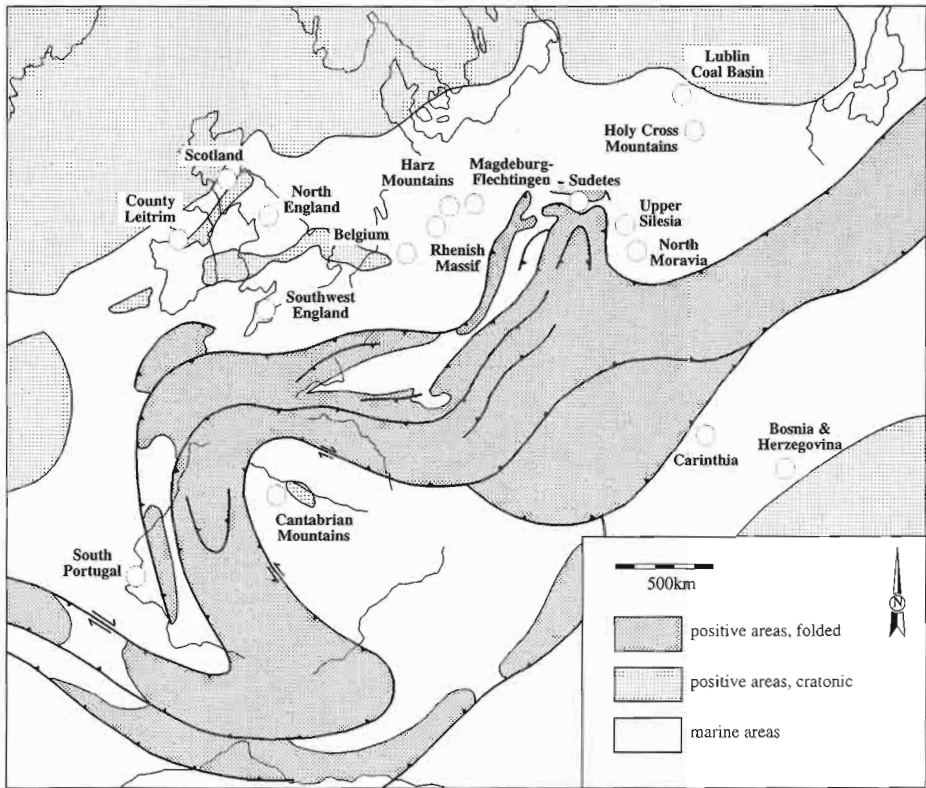 Lublin
Coal Basin
Holy Cross
Mountains
Scotland
Harz
Mountains
Magdeburg-
Flechtingen
Sudetes
County
Leitrim
North
England
Belgium
Upper
Silesia
Rhenish
Massif
North
Moravia
Southwest
England
Bosnia &
Herzegovina
Carinthia
Cantabrian
Mountains
South
Portugal
500km
N
positive areas, folded
positive areas, cratonic
marine areas